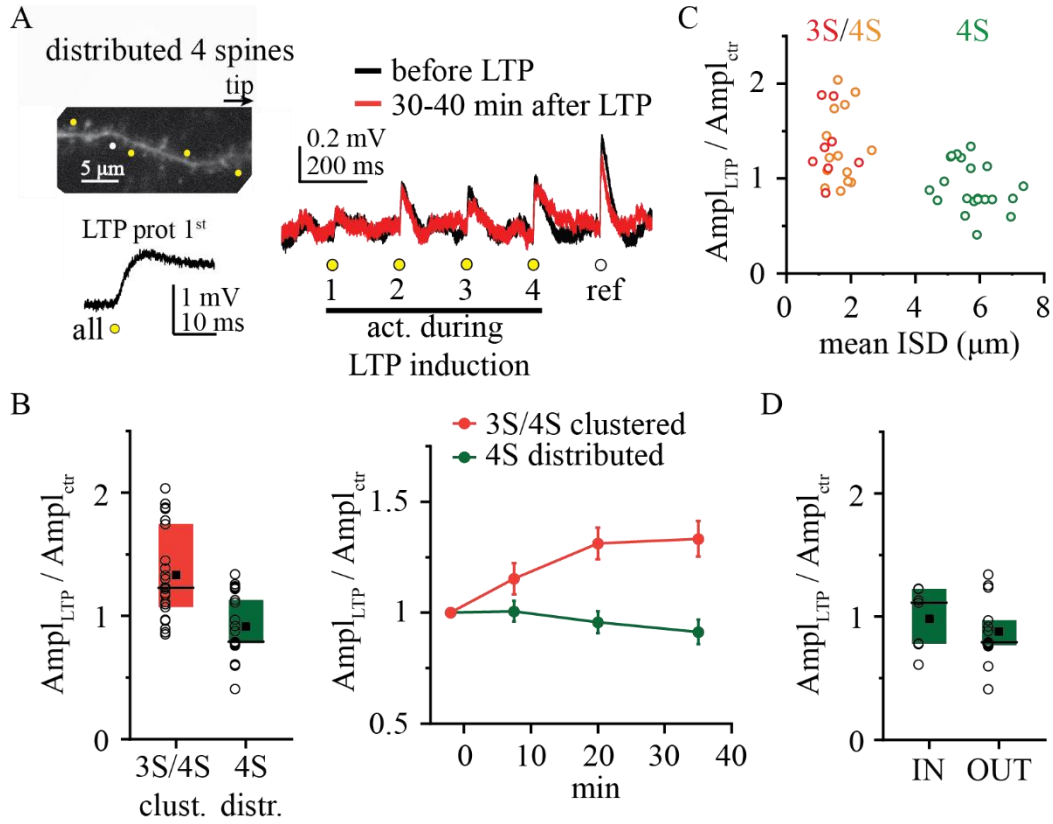 A
distributed 4 spines
tip
5 μm
LTP prot 1st
1 mV
10 ms
all
before LTP
30-40 min after LTP
0.2 mV
200 ms
1 2 3 4 ref
act. during
LTP induction
C
3S/4S 4S
AmplLTP / Amplctr
2
1
0
0 2 4 6 8
mean ISD (μm)
B
AmplLTP / Amplctr
2
1
0
3S/4S 4S
clust. distr.
3S/4S clustered
4S distributed
AmplLTP / Amplctr
1.5
1
0.5
0 10 20 30 40
min
D
AmplLTP / Amplctr
2
1
0
IN OUT